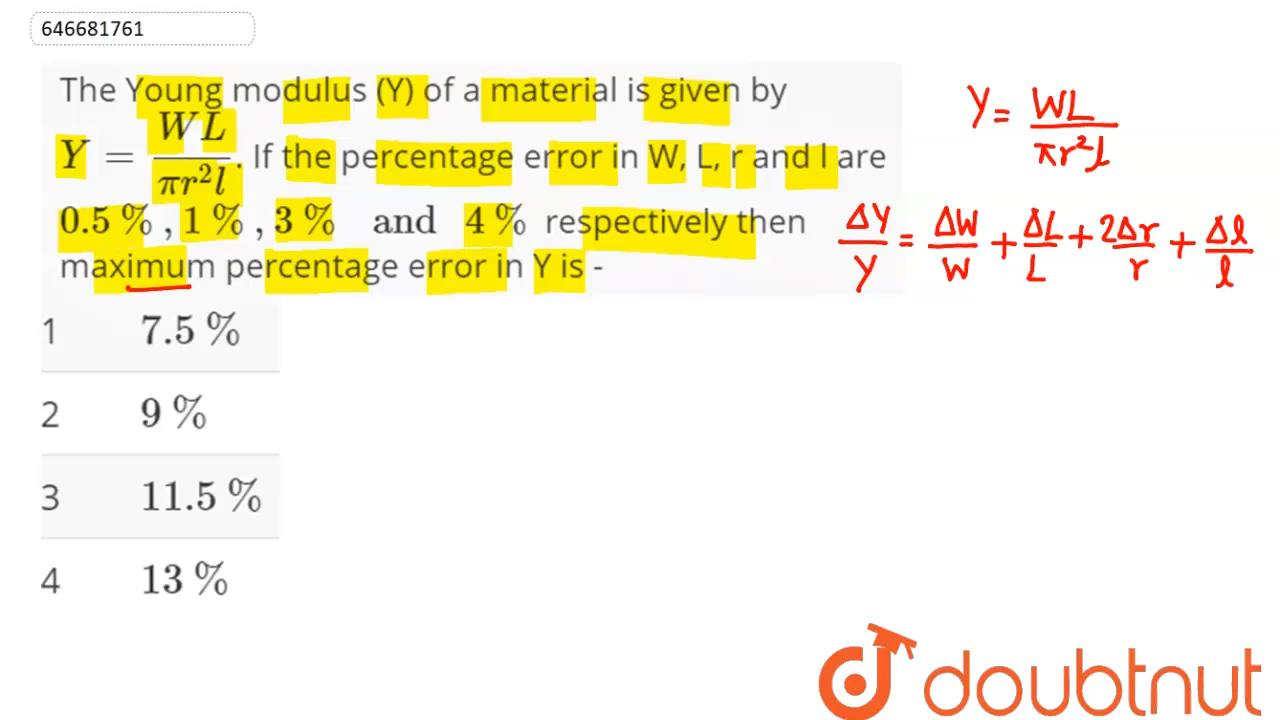 646681761
The Young modulus (Y) of a material is given by
Y = WL / πr²l . If the percentage error in W, L, r and l are
0.5 % , 1 % , 3 % and 4 % respectively then
maximum percentage error in Y is -
1 7.5 %
2 9 %
3 11.5 %
4 13 %
Y = WL / πr²l
ΔY/Y = ΔW/W + ΔL/L + 2Δr/r + Δl/l
doubtnut